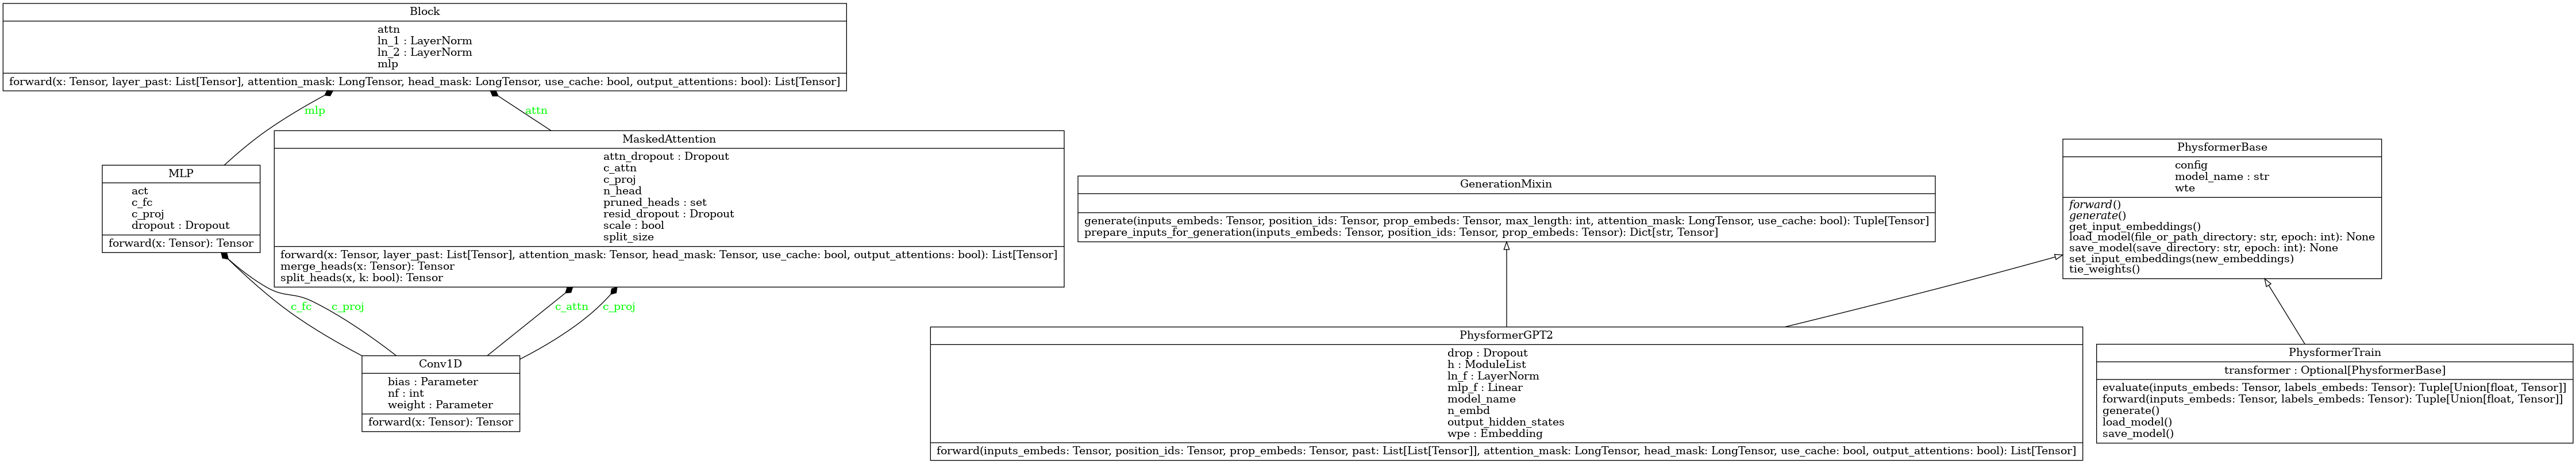 Block
attn
ln_1 : LayerNorm
ln_2 : LayerNorm
mlp
forward(x: Tensor, layer_past: List[Tensor], attention_mask: LongTensor, head_mask: LongTensor, use_cache: bool, output_attentions: bool): List[Tensor]
mlp
attn
MLP
act
c_fc
c_proj
dropout : Dropout
forward(x: Tensor): Tensor
MaskedAttention
attn_dropout : Dropout
c_attn
c_proj
n_head
pruned_heads : set
resid_dropout : Dropout
scale : bool
split_size
forward(x: Tensor, layer_past: List[Tensor], attention_mask: Tensor, head_mask: Tensor, use_cache: bool, output_attentions: bool): List[Tensor]
merge_heads(x: Tensor): Tensor
split_heads(x, k: bool): Tensor
c_fc
c_proj
c_attn
c_proj
Conv1D
bias : Parameter
nf : int
weight : Parameter
forward(x: Tensor): Tensor
GenerationMixin
generate(inputs_embeds: Tensor, position_ids: Tensor, prop_embeds: Tensor, max_length: int, attention_mask: LongTensor, use_cache: bool): Tuple[Tensor]
prepare_inputs_for_generation(inputs_embeds: Tensor, position_ids: Tensor, prop_embeds: Tensor): Dict[str, Tensor]
PhysformerBase
config
model_name : str
wte
forward()
generate()
get_input_embeddings()
load_model(file_or_path_directory: str, epoch: int): None
save_model(save_directory: str, epoch: int): None
set_input_embeddings(new_embeddings)
tie_weights()
PhysformerGPT2
drop : Dropout
h : ModuleList
ln_f : LayerNorm
mlp_f : Linear
model_name
n_embd
output_hidden_states
wpe : Embedding
forward(inputs_embeds: Tensor, position_ids: Tensor, prop_embeds: Tensor, past: List[List[Tensor]], attention_mask: LongTensor, head_mask: LongTensor, use_cache: bool, output_attentions: bool): List[Tensor]
PhysformerTrain
transformer : Optional[PhysformerBase]
evaluate(inputs_embeds: Tensor, labels_embeds: Tensor): Tuple[Union[float, Tensor]]
forward(inputs_embeds: Tensor, labels_embeds: Tensor): Tuple[Union[float, Tensor]]
generate()
load_model()
save_model()